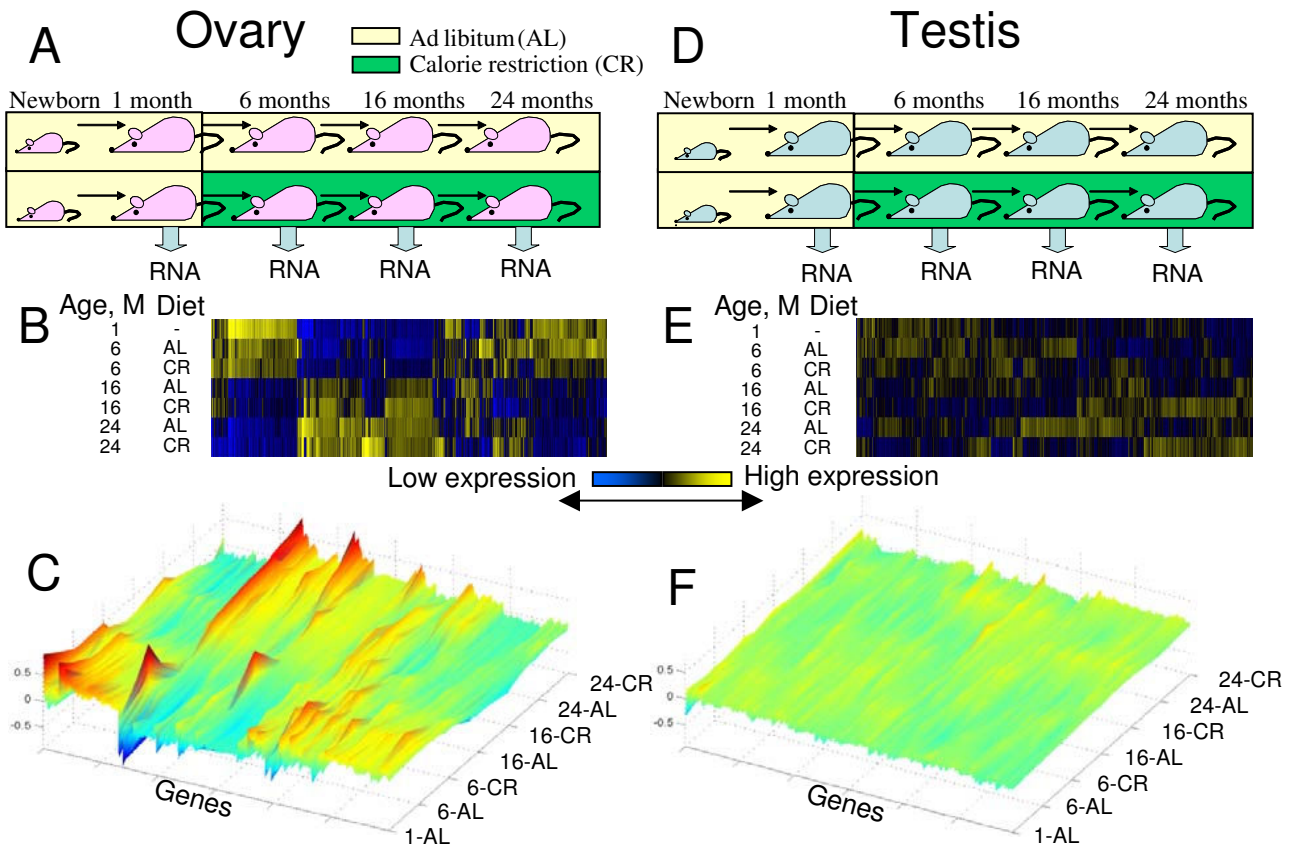 A
Ovary
Ad libitum (AL)
Calorie restriction (CR)
Newborn 1 month 6 months 16 months 24 months
RNA RNA RNA RNA
D
Testis
Newborn 1 month 6 months 16 months 24 months
RNA RNA RNA RNA
B
Age, M Diet
1 -
6 AL
6 CR
16 AL
16 CR
24 AL
24 CR
E
Age, M Diet
1 -
6 AL
6 CR
16 AL
16 CR
24 AL
24 CR
Low expression High expression
C
0.5
0
-0.5
Genes
24-CR
24-AL
16-CR
16-AL
6-CR
6-AL
1-AL
F
0.5
0
-0.5
Genes
24-CR
24-AL
16-CR
16-AL
6-CR
6-AL
1-AL